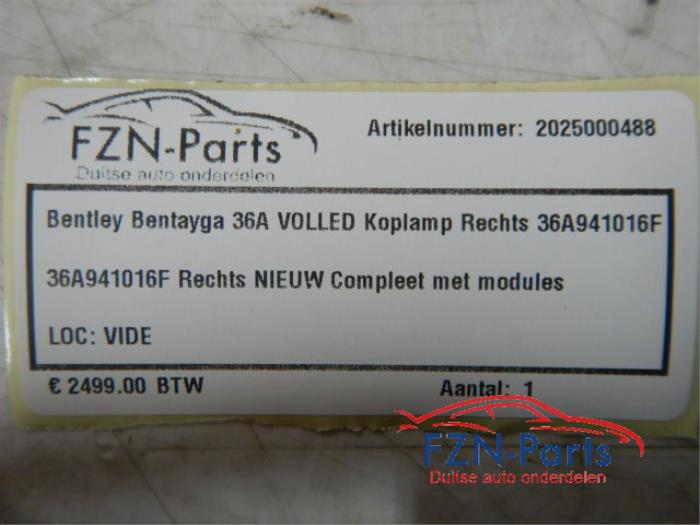 FZN-Parts
Duitse auto onderdelen
Artikelnummer: 2025000488
Bentley Bentayga 36A VOLLED Koplamp Rechts 36A941016F
36A941016F Rechts NIEUW Compleet met modules
LOC: VIDE
€ 2499.00 BTW
Aantal: 1
FZN-Parts
Duitse auto onderdelen